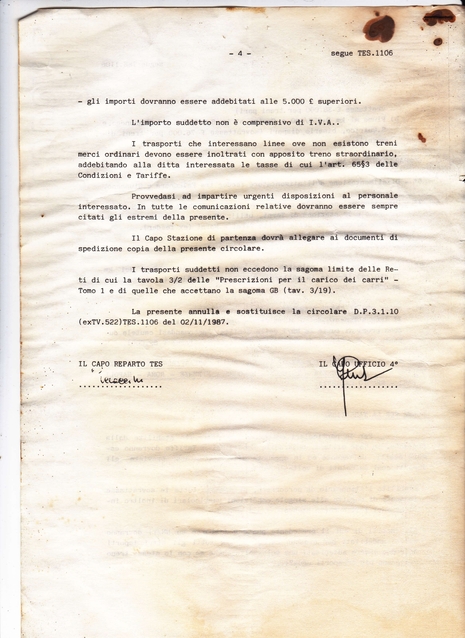 - 4 -
segue TES.1106
- gli importi dovranno essere addebitati alle 5.000 £ superiori.
L'importo suddetto non è comprensivo di I.V.A..
I trasporti che interessano linee ove non esistono treni
merci ordinari devono essere inoltrati con apposito treno straordinario,
addebitando alla ditta interessata le tasse di cui l'art. 65§3 delle
Condizioni e Tariffe.
Provvedasi ad impartire urgenti disposizioni al personale
interessato. In tutte le comunicazioni relative dovranno essere sempre
citati gli estremi della presente.
Il Capo Stazione di partenza dovrà allegare ai documenti di
spedizione copia della presente circolare.
I trasporti suddetti non eccedono la sagoma limite delle Re-
ti di cui la tavola 3/2 delle "Prescrizioni per il carico dei carri" -
Tomo 1 e di quelle che accettano la sagoma GB (tav. 3/19).
La presente annulla e sostituisce la circolare D.P.3.1.10
(exTV.522)TES.1106 del 02/11/1987.
IL CAPO REPARTO TES
IL CAPO UFFICIO 4°